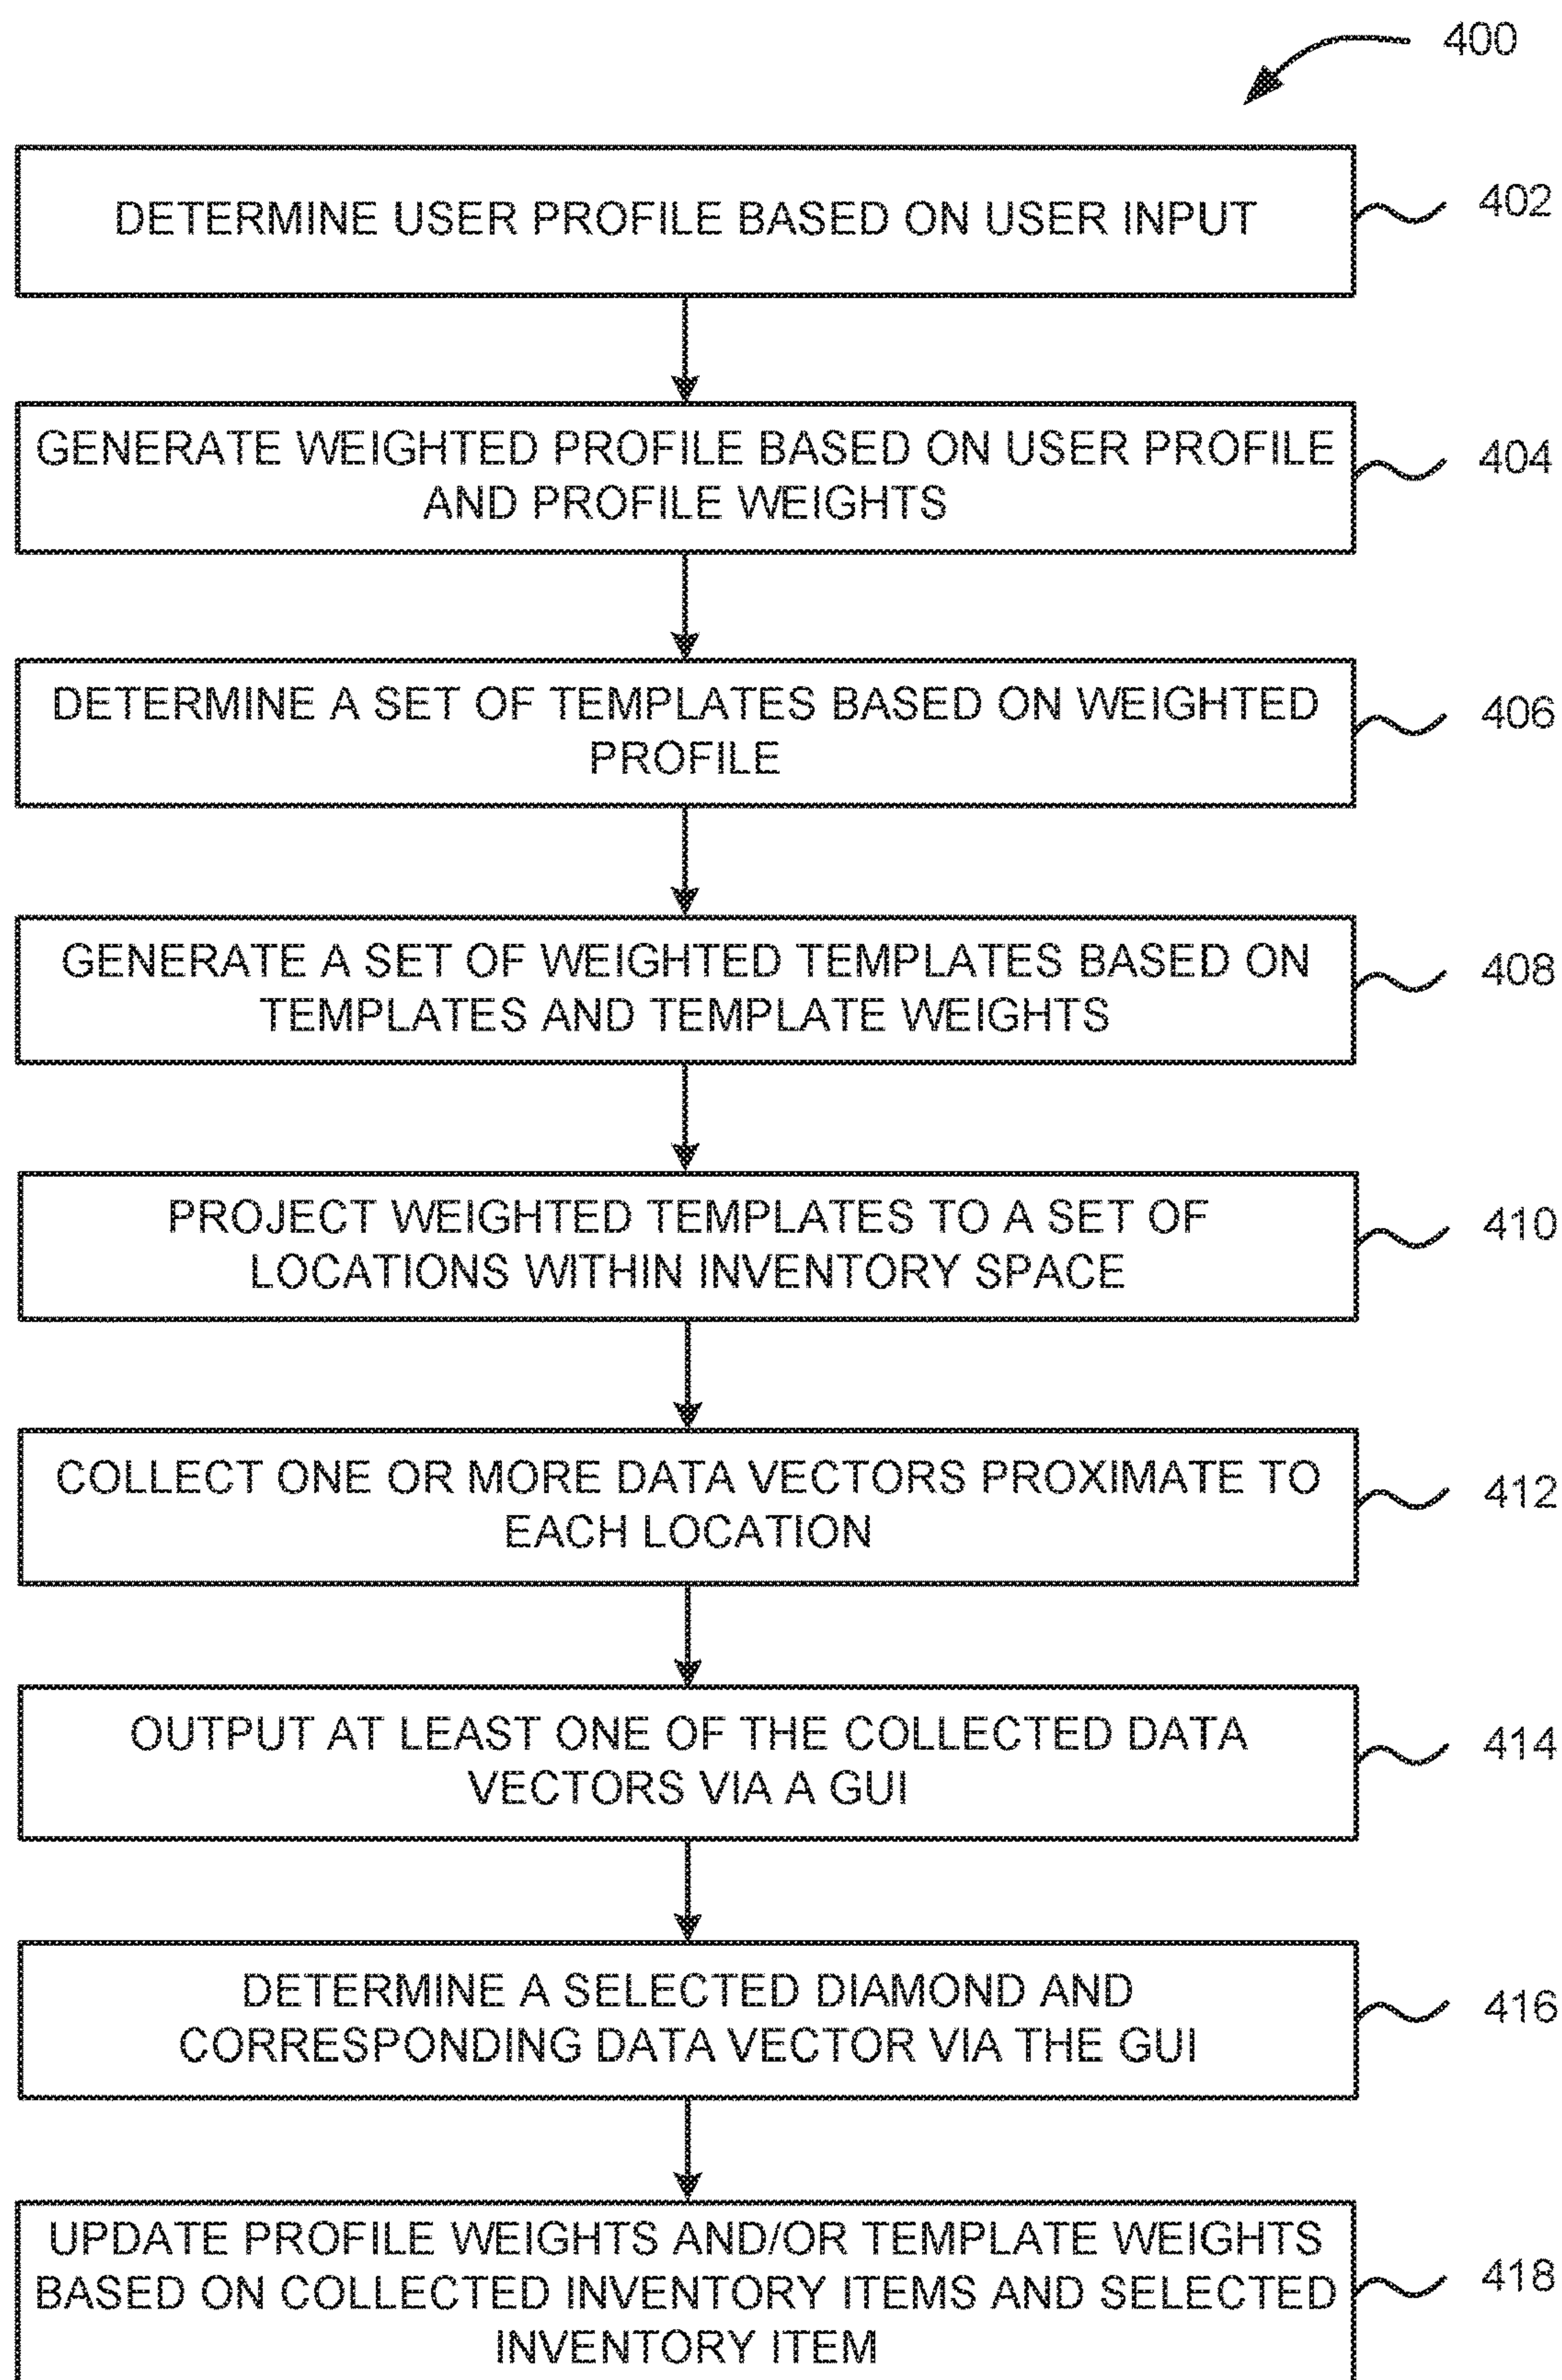 400
DETERMINE USER PROFILE BASED ON USER INPUT
402
GENERATE WEIGHTED PROFILE BASED ON USER PROFILE
AND PROFILE WEIGHTS
404
DETERMINE A SET OF TEMPLATES BASED ON WEIGHTED
PROFILE
406
GENERATE A SET OF WEIGHTED TEMPLATES BASED ON
TEMPLATES AND TEMPLATE WEIGHTS
408
PROJECT WEIGHTED TEMPLATES TO A SET OF
LOCATIONS WITHIN INVENTORY SPACE
410
COLLECT ONE OR MORE DATA VECTORS PROXIMATE TO
EACH LOCATION
412
OUTPUT AT LEAST ONE OF THE COLLECTED DATA
VECTORS VIA A GUI
414
DETERMINE A SELECTED DIAMOND AND
CORRESPONDING DATA VECTOR VIA THE GUI
416
UPDATE PROFILE WEIGHTS AND/OR TEMPLATE WEIGHTS
BASED ON COLLECTED INVENTORY ITEMS AND SELECTED
INVENTORY ITEM
418